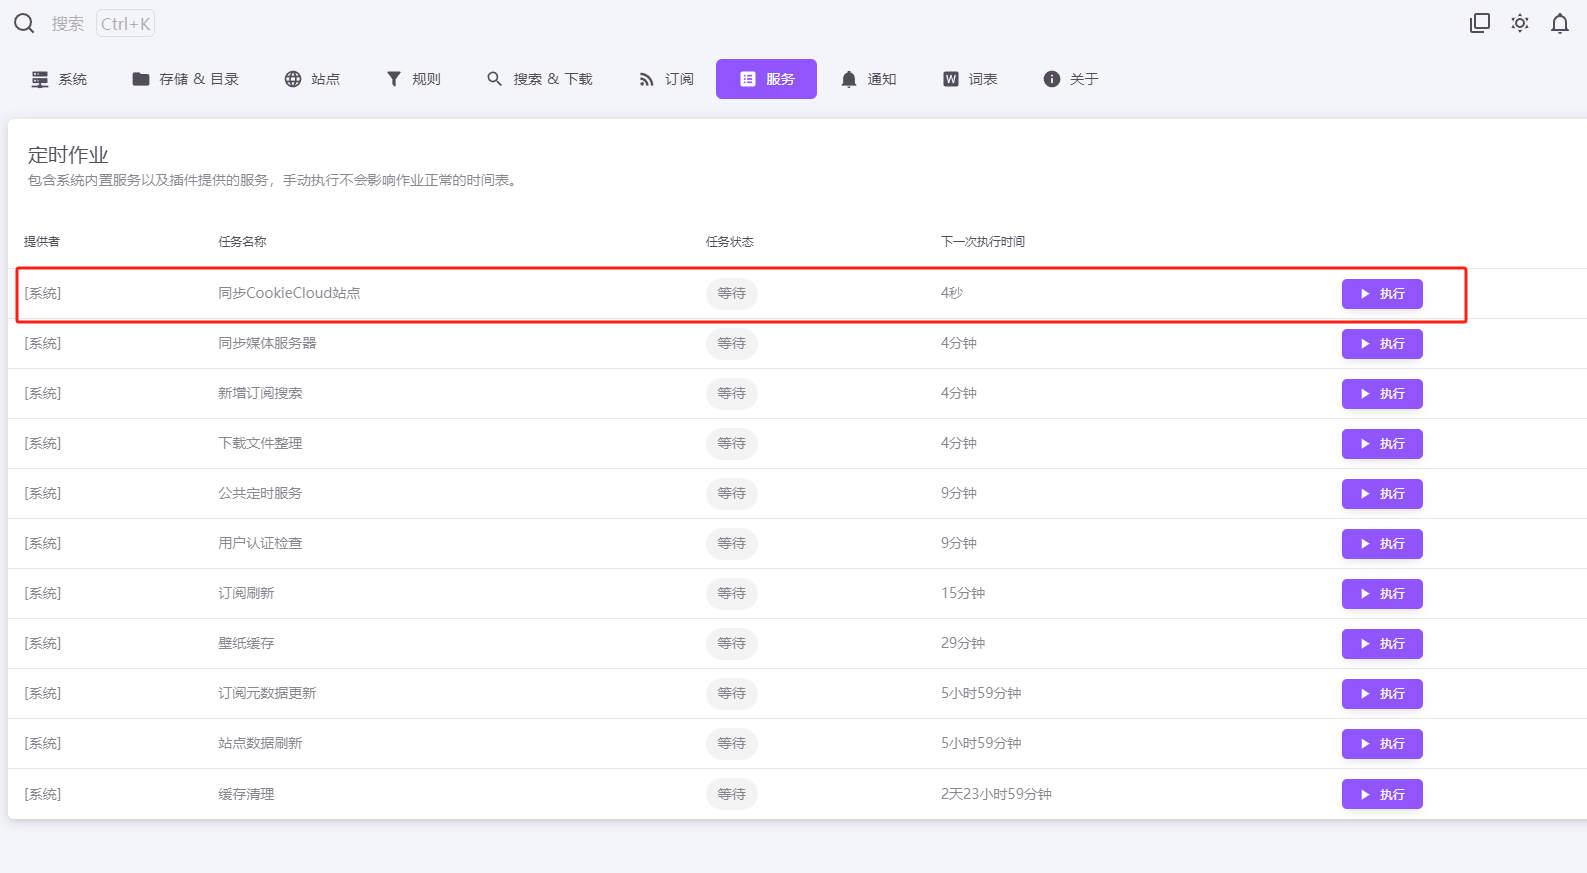 搜索 Ctrl+K
系统 存储 & 目录 站点 规则 搜索 & 下载 订阅 服务 通知 W 词表 关于
定时作业
包含系统内置服务以及插件提供的服务，手动执行不会影响作业正常的时间表。
提供者 任务名称 任务状态 下一次执行时间
[系统] 同步CookieCloud站点 等待 4秒 执行
[系统] 同步媒体服务器 等待 4分钟 执行
[系统] 新增订阅搜索 等待 4分钟 执行
[系统] 下载文件整理 等待 4分钟 执行
[系统] 公共定时服务 等待 9分钟 执行
[系统] 用户认证检查 等待 9分钟 执行
[系统] 订阅刷新 等待 15分钟 执行
[系统] 壁纸缓存 等待 29分钟 执行
[系统] 订阅元数据更新 等待 5小时59分钟 执行
[系统] 站点数据刷新 等待 5小时59分钟 执行
[系统] 缓存清理 等待 2天23小时59分钟 执行